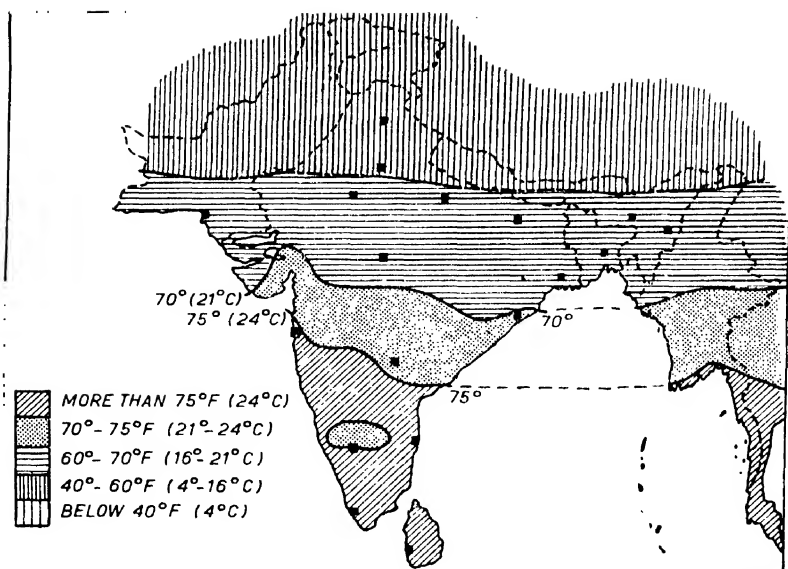 70° (21°C)
75° (24°C)
70°
75°
MORE THAN 75°F (24°C)
70°-75°F (21°-24°C)
60°-70°F (16°-21°C)
40°-60°F (4°-16°C)
BELOW 40°F (4°C)